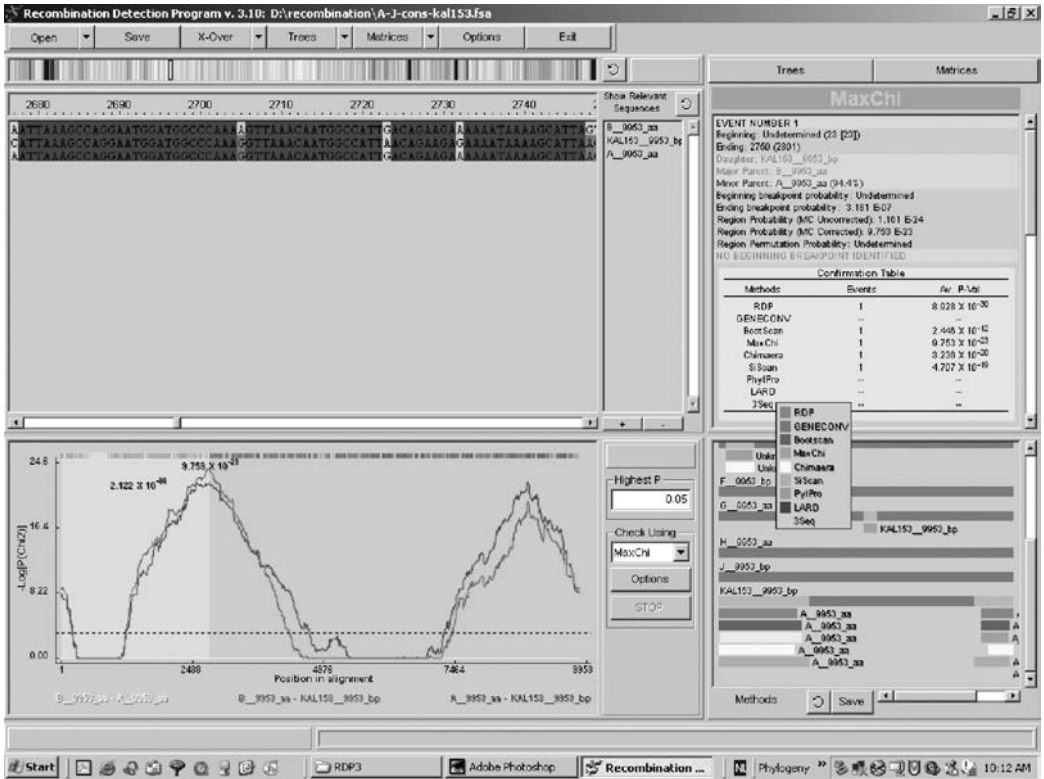 Recombination Detection Program v. 3.10: D:\recombination\A-J-cons-kal153.fsa
Open Save X-Over Trees Matrices Options Exit
Trees Matrices
2680 2690 2700 2710 2720 2730 2740
Show Relevant
Sequences
B__9953_aa
KAL153__9953_bp
A__9953_aa
AATTAAAGCCAGGAATGGATGGCCCAAAAGTTAAACAATGGCCATTGACAGAAGAAAAAATAAAAGCATTAG
MaxChi
EVENT NUMBER 1
Beginning: Undetermined (23 [23])
Ending: 2760 (2801)
Daughter: KAL153__9953_bp
Major Parent: B__9953_aa
Minor Parent: A__9953_aa (94.4%)
Beginning breakpoint probability: Undetermined
Ending breakpoint probability: 3.181 E-07
Region Probability (MC Uncorrected): 1.161 E-24
Region Probability (MC Corrected): 9.753 E-23
Region Permutation Probability: Undetermined
NO BEGINNING BREAKPOINT IDENTIFIED
Confirmation Table
Methods Events Av. P-Val
RDP 1 8.028 X 10-30
GENECONV -- --
BootScan 1 2.446 X 10-12
MaxChi 1 9.753 X 10-23
Chimaera 1 3.238 X 10-20
SiScan 1 4.707 X 10-19
PhylPro -- --
LARD -- --
3Seq -- --
+ -
RDP
GENECONV
Bootscan
MaxChi
Chimaera
SiScan
PylPro
LARD
3Seq
24.6
16.4
8.22
0.00
-Log[P(Chi2)]
9.753 X 10-23
1 2488 4976 7464 9953
Position in alignment
B__9953_aa - A__9953_aa B__9953_aa - KAL153__9953_bp A__9953_aa - KAL153__9953_bp
Highest P
0.05
Check Using
MaxChi
Options
STOP
F__9953_bp
G__9953_aa
KAL153__9953_bp
H__9953_aa
J__9953_bp
KAL153__9953_bp
A__9953_aa
A__9953_aa
A__9953_aa
A__9953_aa
A__9953_aa
Methods Save
Start RDP3 Adobe Photoshop Recombination ... NL Phylogeny » 10:12 AM